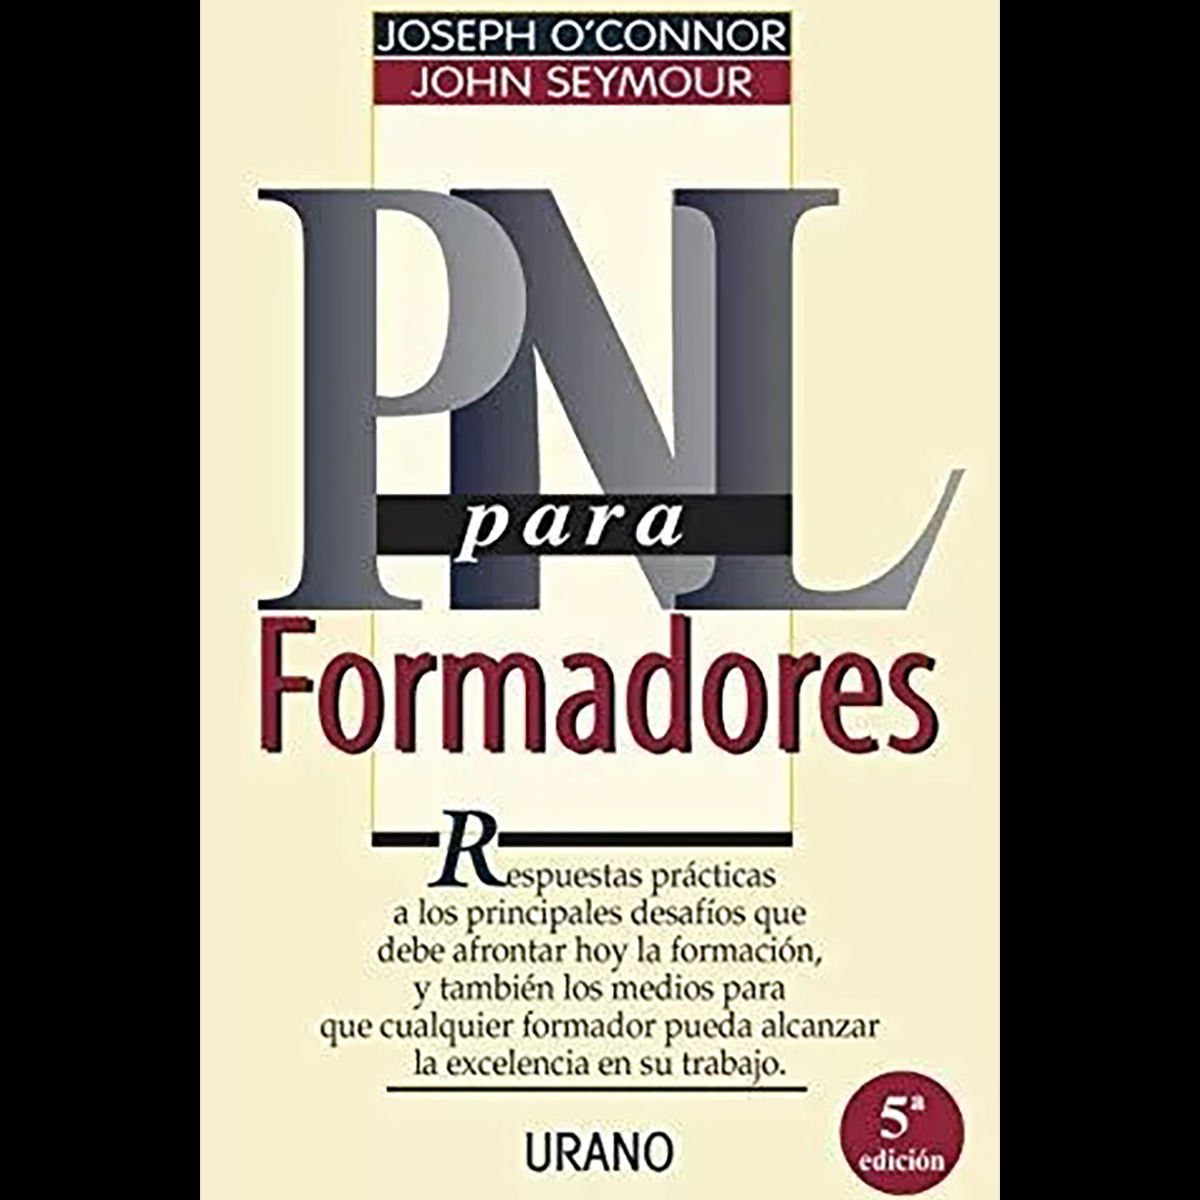 JOSEPH O'CONNOR
JOHN SEYMOUR
PNL
para
Formadores
Respuestas prácticas
a los principales desafíos que
debe afrontar hoy la formación,
y también los medios para
que cualquier formador pueda alcanzar
la excelencia en su trabajo.
URANO
5ª
edición